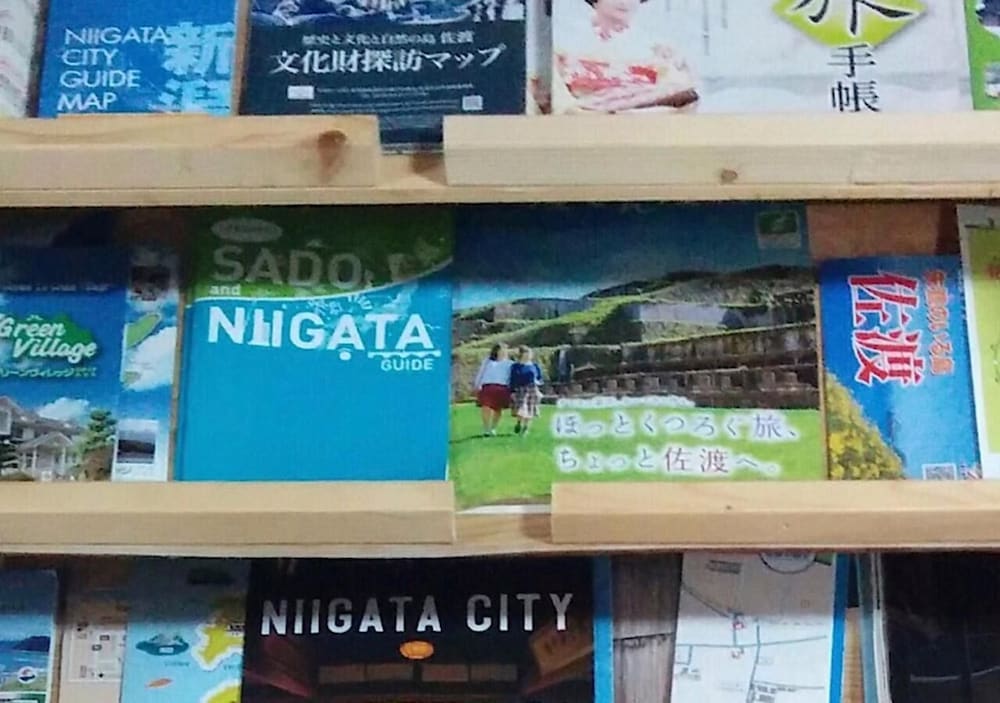 NIIGATA
CITY
GUIDE
MAP
新潟
歴史と文化と自然の島 佐渡
文化財探訪マップ
旅
手帳
Green
Village
SADO
and
NIIGATA
GUIDE
ほっとくつろぐ旅、
ちょっと佐渡へ。
佐渡
NIIGATA CITY